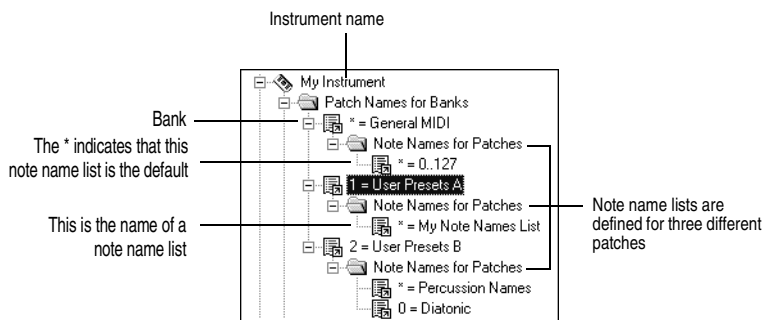 Instrument name
My Instrument
Patch Names for Banks
Bank
* = General MIDI
The * indicates that this
note name list is the default
Note Names for Patches
* = 0..127
1 = User Presets A
Note Names for Patches
Note name lists are
defined for three different
patches
This is the name of a
note name list
* = My Note Names List
2 = User Presets B
Note Names for Patches
* = Percussion Names
0 = Diatonic